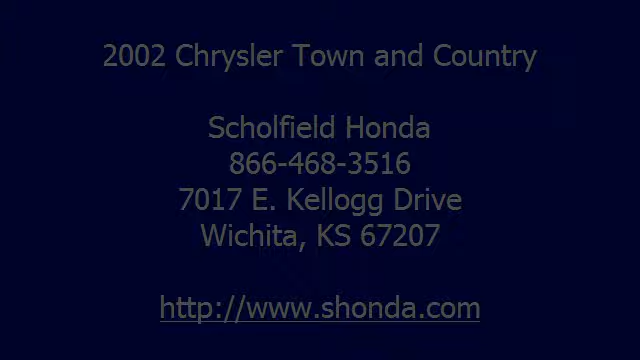 2002 Chrysler Town and Country
Scholfield Honda
866-468-3516
7017 E. Kellogg Drive
Wichita, KS 67207
http://www.shonda.com